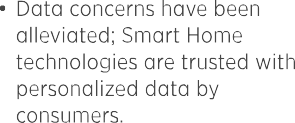 • Data concerns have been
alleviated; Smart Home
technologies are trusted with
personalized data by
consumers.